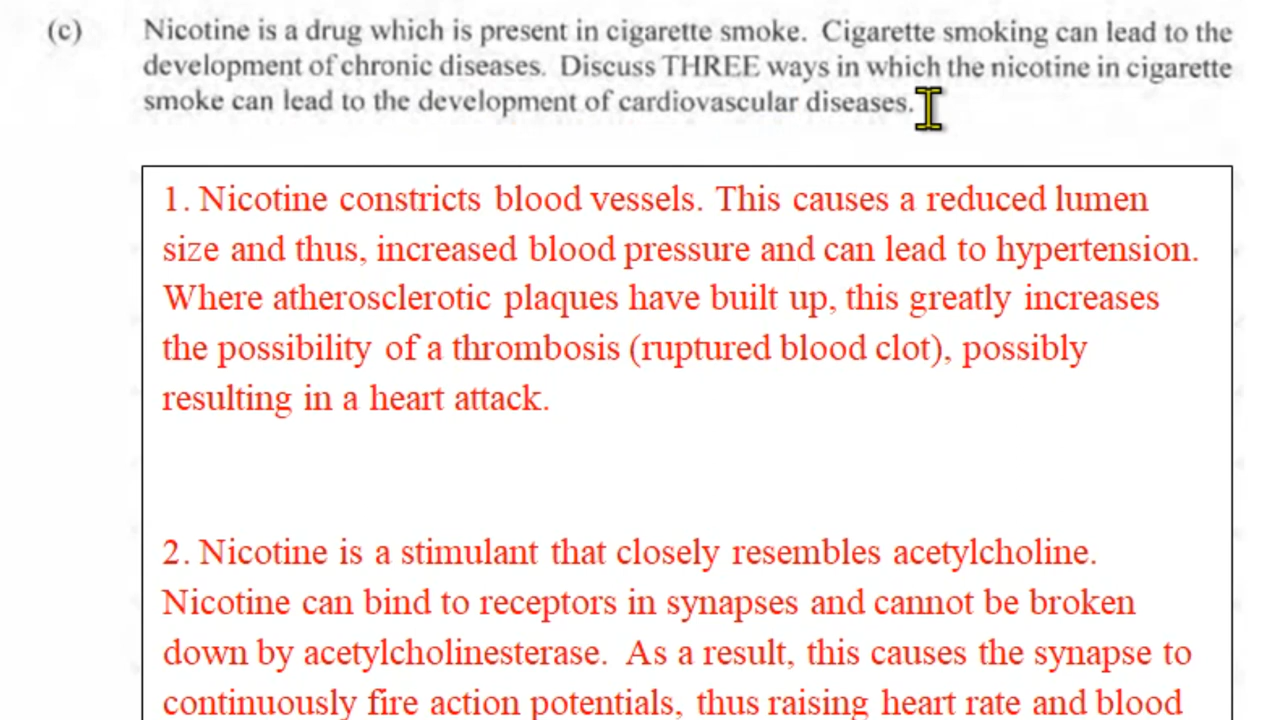 (c) Nicotine is a drug which is present in cigarette smoke. Cigarette smoking can lead to the
development of chronic diseases. Discuss THREE ways in which the nicotine in cigarette
smoke can lead to the development of cardiovascular diseases.
1. Nicotine constricts blood vessels. This causes a reduced lumen
size and thus, increased blood pressure and can lead to hypertension.
Where atherosclerotic plaques have built up, this greatly increases
the possibility of a thrombosis (ruptured blood clot), possibly
resulting in a heart attack.
2. Nicotine is a stimulant that closely resembles acetylcholine.
Nicotine can bind to receptors in synapses and cannot be broken
down by acetylcholinesterase. As a result, this causes the synapse to
continuously fire action potentials, thus raising heart rate and blood